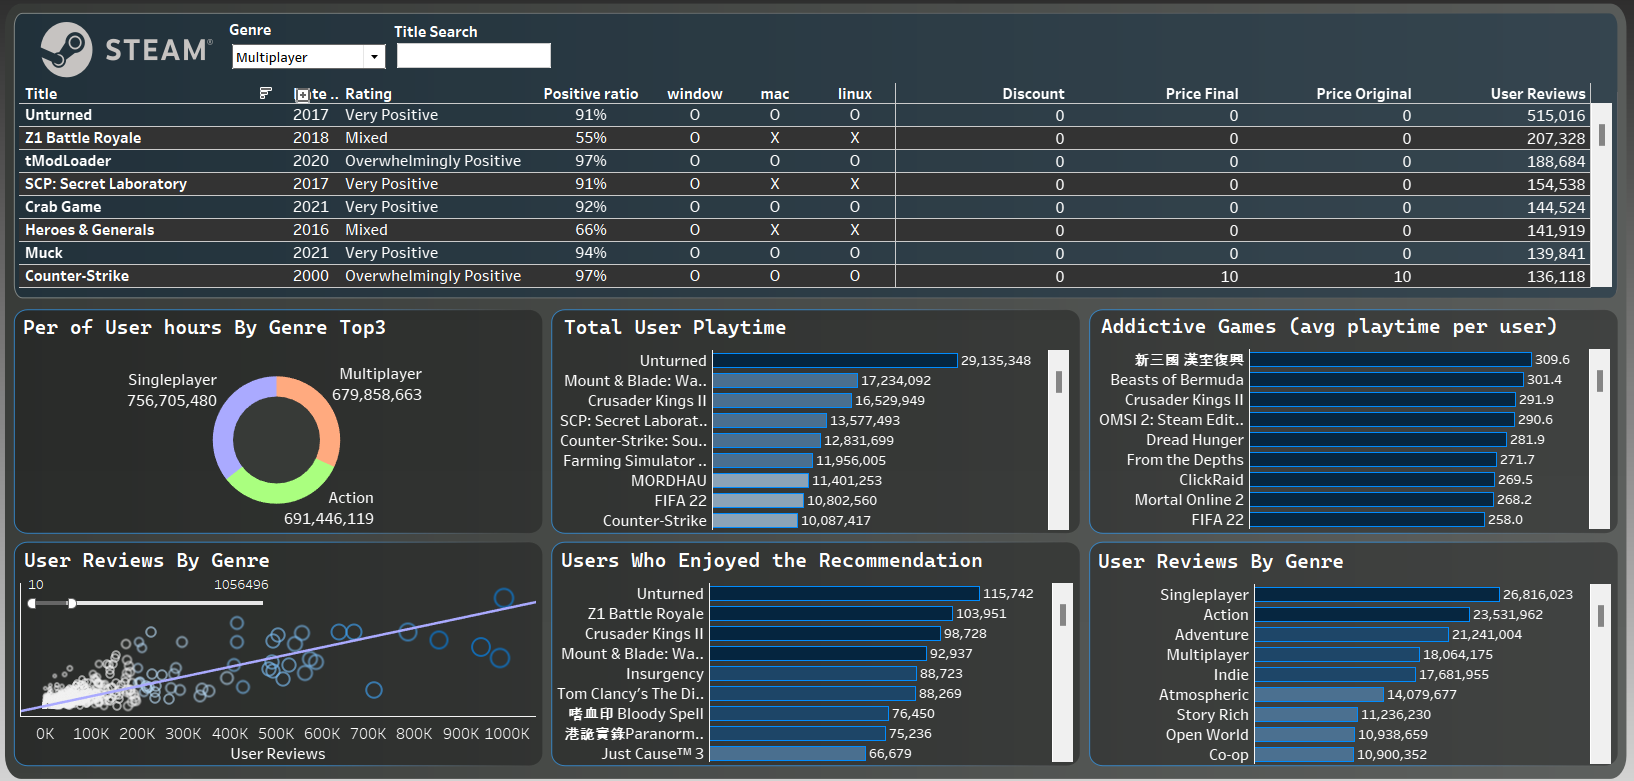 STEAM®
Genre
Title Search
Multiplayer
Title Rating Positive ratio window mac linux Discount Price Final Price Original User Reviews
Unturned 2017 Very Positive 91% O O O 0 0 0 515,016
Z1 Battle Royale 2018 Mixed 55% O X X 0 0 0 207,328
tModLoader 2020 Overwhelmingly Positive 97% O O O 0 0 0 188,684
SCP: Secret Laboratory 2017 Very Positive 91% O X X 0 0 0 154,538
Crab Game 2021 Very Positive 92% O O O 0 0 0 144,524
Heroes & Generals 2016 Mixed 66% O X X 0 0 0 141,919
Muck 2021 Very Positive 94% O O O 0 0 0 139,841
Counter-Strike 2000 Overwhelmingly Positive 97% O O O 0 10 10 136,118
Per of User hours By Genre Top3
Singleplayer
756,705,480
Multiplayer
679,858,663
Action
691,446,119
Total User Playtime
Unturned 29,135,348
Mount & Blade: Wa.. 17,234,092
Crusader Kings II 16,529,949
SCP: Secret Laborat.. 13,577,493
Counter-Strike: Sou.. 12,831,699
Farming Simulator .. 11,956,005
MORDHAU 11,401,253
FIFA 22 10,802,560
Counter-Strike 10,087,417
Addictive Games (avg playtime per user)
新三國 漢室復興 309.6
Beasts of Bermuda 301.4
Crusader Kings II 291.9
OMSI 2: Steam Edit.. 290.6
Dread Hunger 281.9
From the Depths 271.7
ClickRaid 269.5
Mortal Online 2 268.2
FIFA 22 258.0
User Reviews By Genre
10 1056496
0K 100K 200K 300K 400K 500K 600K 700K 800K 900K 1000K
User Reviews
Users Who Enjoyed the Recommendation
Unturned 115,742
Z1 Battle Royale 103,951
Crusader Kings II 98,728
Mount & Blade: Wa.. 92,937
Insurgency 88,723
Tom Clancy's The Di.. 88,269
嗜血印 Bloody Spell 76,450
港詭實錄Paranorm.. 75,236
Just Cause™ 3 66,679
User Reviews By Genre
Singleplayer 26,816,023
Action 23,531,962
Adventure 21,241,004
Multiplayer 18,064,175
Indie 17,681,955
Atmospheric 14,079,677
Story Rich 11,236,230
Open World 10,938,659
Co-op 10,900,352